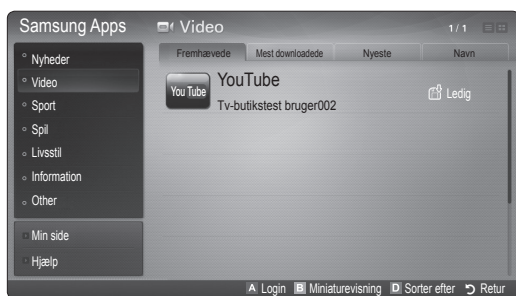 Samsung Apps
Video
1/1
Nyheder
Video
Sport
Spil
Livsstil
Information
Other
Min side
Hjælp
Fremhævede Mest downloadede Nyeste Navn
You Tube
YouTube
Tv-butikstest bruger002
Ledig
A Login B Miniaturevisning D Sorter efter Retur